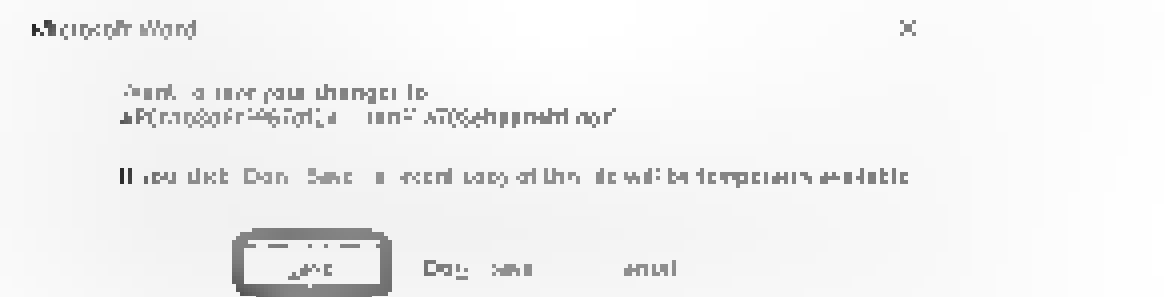 Microsoft Word
Want to save your changes to
If you click "Don't Save", a recent copy of this file will be temporarily available.
Save Don't Save Cancel